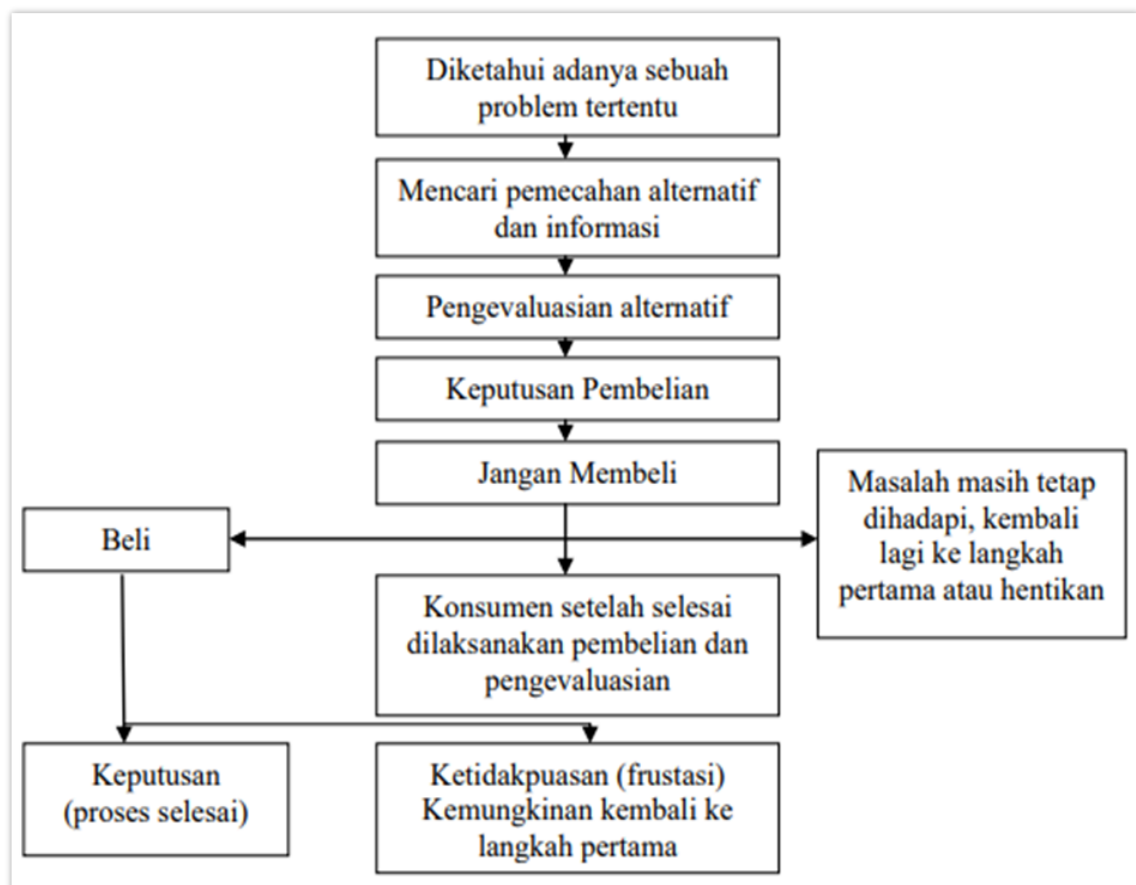 Diketahui adanya sebuah
problem tertentu
Mencari pemecahan alternatif
dan informasi
Pengevaluasian alternatif
Keputusan Pembelian
Jangan Membeli
Beli
Masalah masih tetap
dihadapi, kembali
lagi ke langkah
pertama atau hentikan
Konsumen setelah selesai
dilaksanakan pembelian dan
pengevaluasian
Keputusan
(proses selesai)
Ketidakpuasan (frustasi)
Kemungkinan kembali ke
langkah pertama